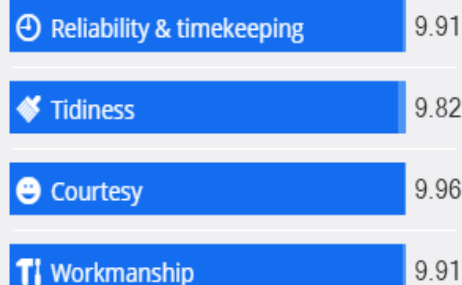 Reliability & timekeeping 9.91
Tidiness 9.82
Courtesy 9.96
Workmanship 9.91